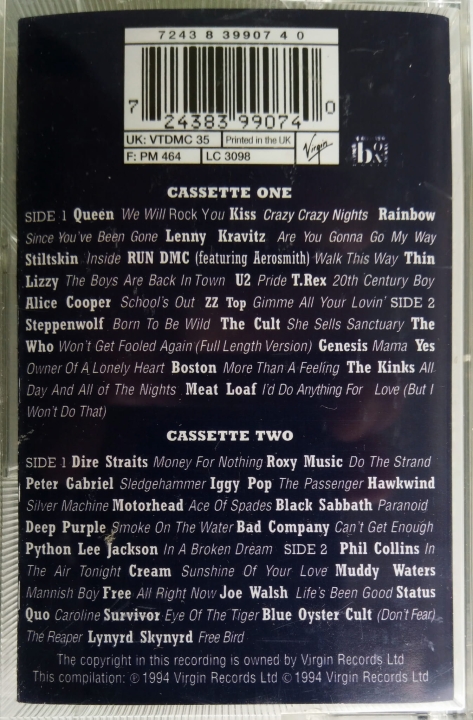 7243 8 39907 4 0
7 24383 99074 0
UK: VTDMC 35 Printed in the UK Virgin
F: PM 464 LC 3098
CASSETTE ONE
SIDE 1 Queen We Will Rock You Kiss Crazy Crazy Nights Rainbow
Since You've Been Gone Lenny Kravitz Are You Gonna Go My Way
Stiltskin Inside RUN DMC (featuring Aerosmith) Walk This Way Thin
Lizzy The Boys Are Back In Town U2 Pride T.Rex 20th Century Boy
Alice Cooper School's Out ZZ Top Gimme All Your Lovin' SIDE 2
Steppenwolf Born To Be Wild The Cult She Sells Sanctuary The
Who Won't Get Fooled Again (Full Length Version) Genesis Mama Yes
Owner Of A Lonely Heart Boston More Than A Feeling The Kinks All
Day And All of The Nights Meat Loaf I'd Do Anything For Love (But I
Won't Do That)
CASSETTE TWO
SIDE 1 Dire Straits Money For Nothing Roxy Music Do The Strand
Peter Gabriel Sledgehammer Iggy Pop The Passenger Hawkwind
Silver Machine Motorhead Ace Of Spades Black Sabbath Paranoid
Deep Purple Smoke On The Water Bad Company Can't Get Enough
Python Lee Jackson In A Broken Dream SIDE 2 Phil Collins In
The Air Tonight Cream Sunshine Of Your Love Muddy Waters
Mannish Boy Free All Right Now Joe Walsh Life's Been Good Status
Quo Caroline Survivor Eye Of The Tiger Blue Oyster Cult (Don't Fear)
The Reaper Lynyrd Skynyrd Free Bird
The copyright in this recording is owned by Virgin Records Ltd
This compilation: ℗ 1994 Virgin Records Ltd © 1994 Virgin Records Ltd